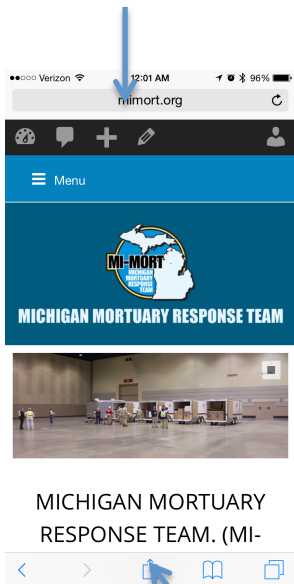 Verizon 12:01 AM 96%
mimort.org
Menu
MI-MORT
MICHIGAN
MORTUARY
RESPONSE
TEAM
MICHIGAN MORTUARY RESPONSE TEAM
MICHIGAN MORTUARY
RESPONSE TEAM. (MI-